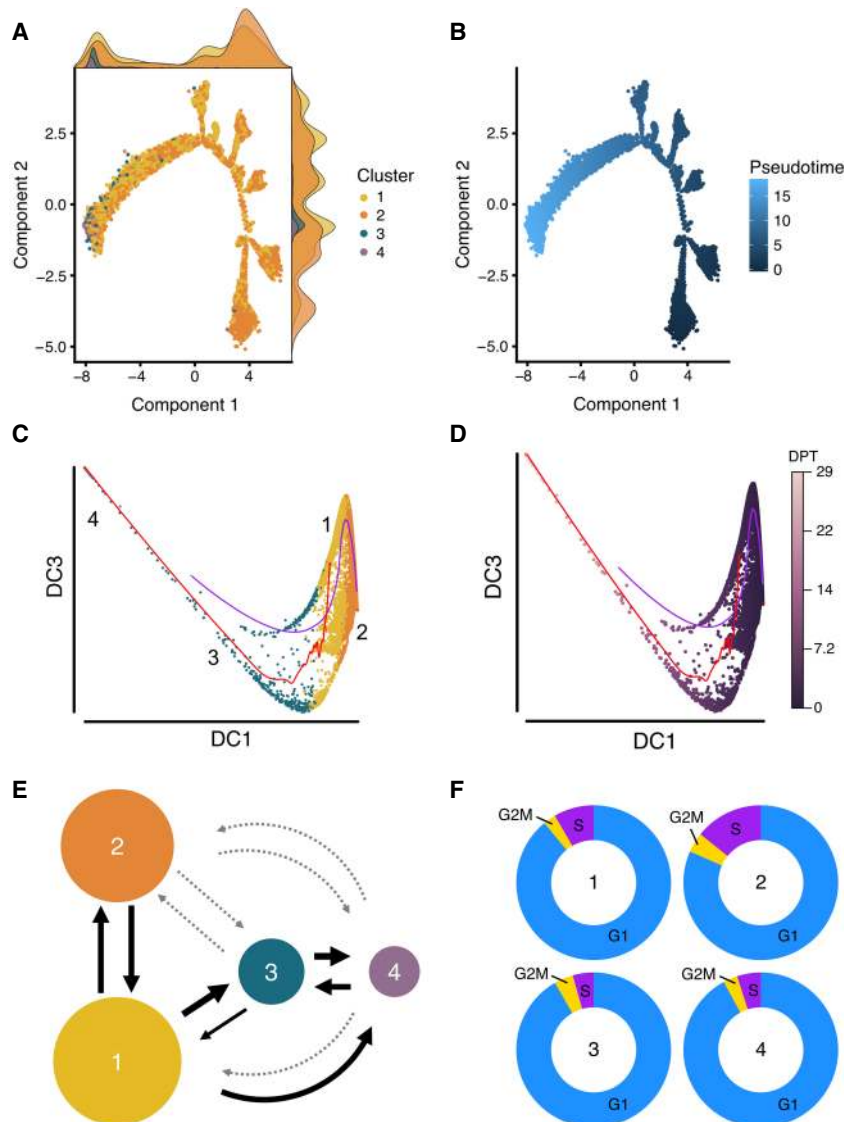 A
2.5
0.0
−2.5
−5.0
Component 2
−8
−4
0
4
Component 1
Cluster
1
2
3
4
B
2.5
0.0
−2.5
−5.0
Component 2
−8
−4
0
4
Component 1
Pseudotime
15
10
5
0
C
4
1
3
2
DC3
DC1
D
DC3
DC1
DPT
29
22
14
7.2
0
E
2
3
4
1
F
G2M
S
1
G1
G2M
S
2
G1
G2M
S
3
G1
G2M
S
4
G1